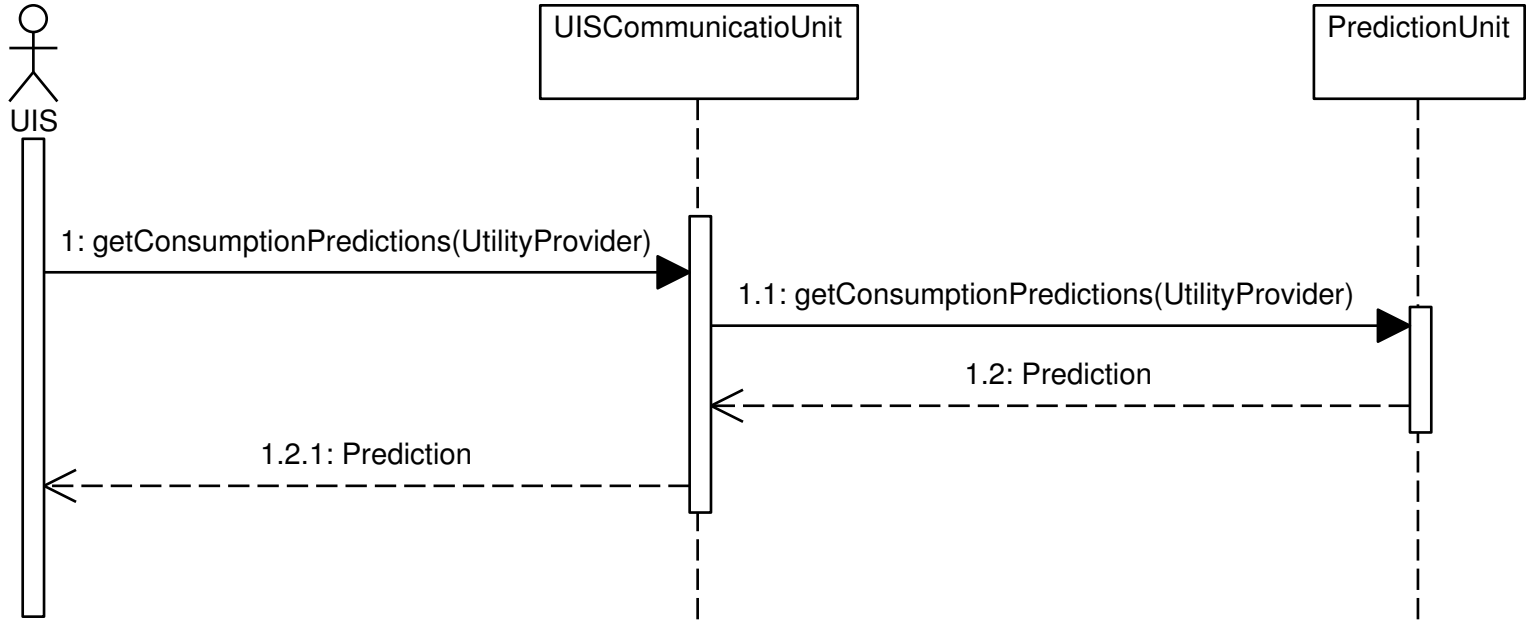 UISCommunicatioUnit
PredictionUnit
UIS
1: getConsumptionPredictions(UtilityProvider)
1.1: getConsumptionPredictions(UtilityProvider)
1.2: Prediction
1.2.1: Prediction